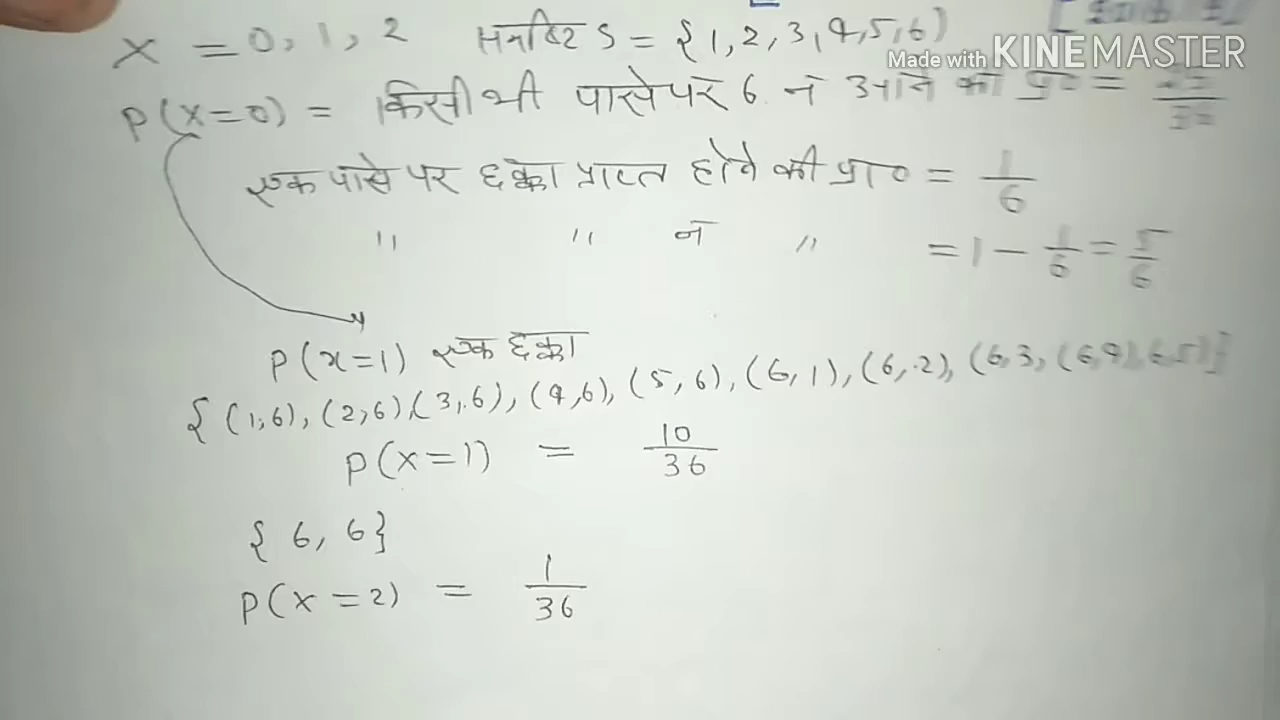 X = 0, 1, 2 समष्टि S = {1, 2, 3, 4, 5, 6}
Made with KINEMASTER
P(X=0) = किसी भी पासे पर 6 न आने की प्रा० =
एक पासे पर छक्का प्राप्त होने की प्रा० = 1/6
" " न " = 1 - 1/6 = 5/6
P(x=1) एक छक्का
{(1,6), (2,6), (3,6), (4,6), (5,6), (6,1), (6,2), (6,3, (6,4), (6,5)}
P(X=1) = 10/36
{6, 6}
P(X=2) = 1/36